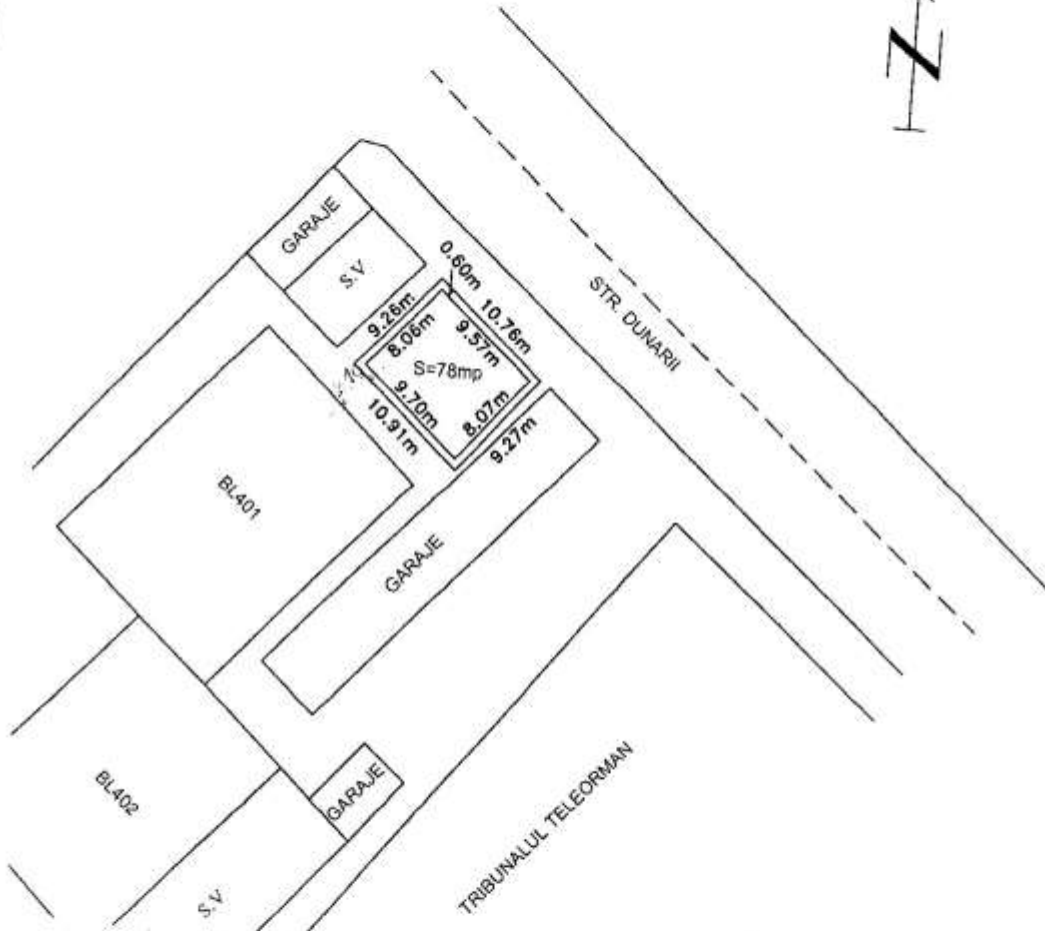 N
GARAJE
S.V
0.60m
10.76m
9.26m
8.06m
9.57m
S=78mp
9.70m
8.07m
10.91m
9.27m
STR. DUNARII
BL401
GARAJE
BL402
GARAJE
TRIBUNALUL TELEORMAN
S.V